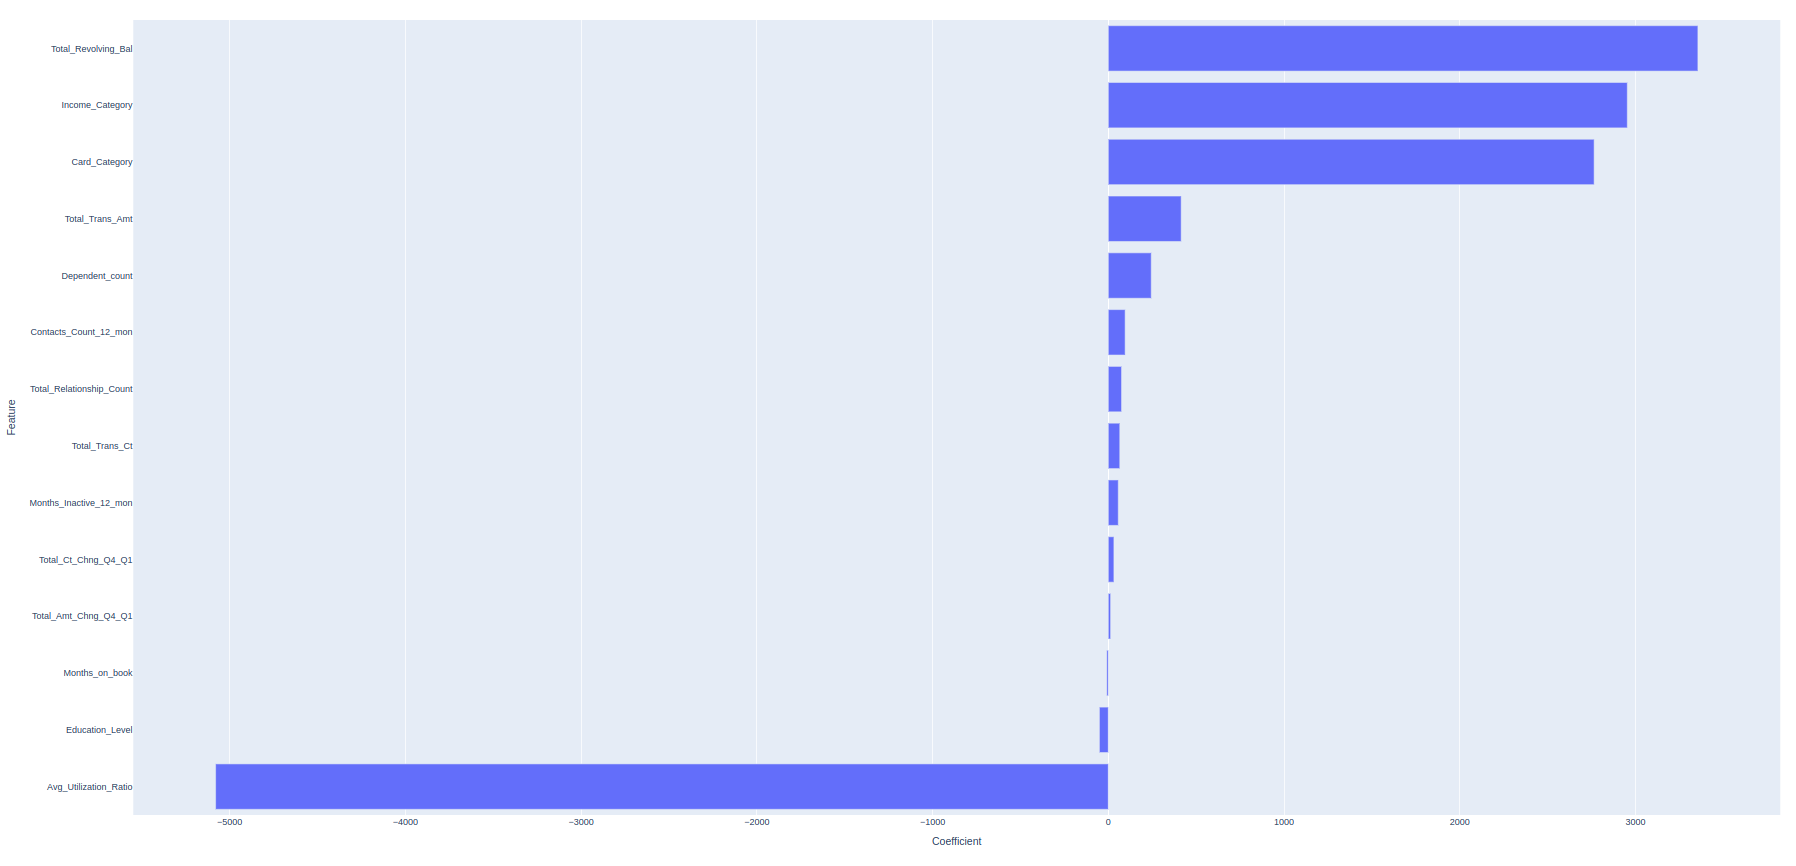 Total_Revolving_Bal
Income_Category
Card_Category
Total_Trans_Amt
Dependent_count
Contacts_Count_12_mon
Total_Relationship_Count
Total_Trans_Ct
Months_Inactive_12_mon
Total_Ct_Chng_Q4_Q1
Total_Amt_Chng_Q4_Q1
Months_on_book
Education_Level
Avg_Utilization_Ratio
Feature
−5000 −4000 −3000 −2000 −1000 0 1000 2000 3000
Coefficient